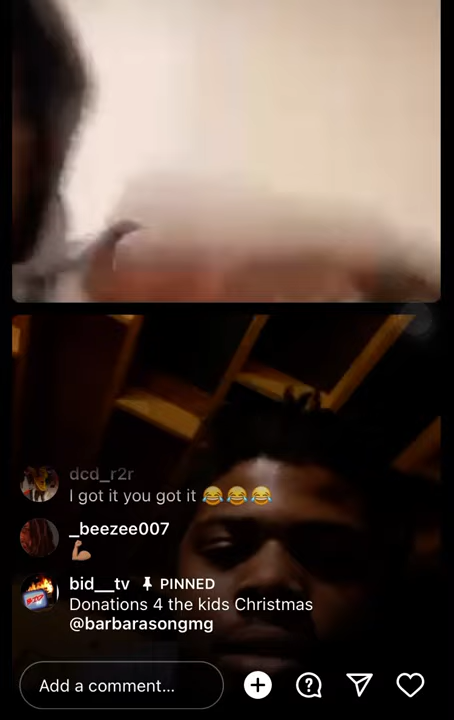 dcd_r2r
I got it you got it 😂😂😂
_beezee007
💪🏽
bid__tv 📌 PINNED
Donations 4 the kids Christmas
@barbarasongmg
Add a comment...